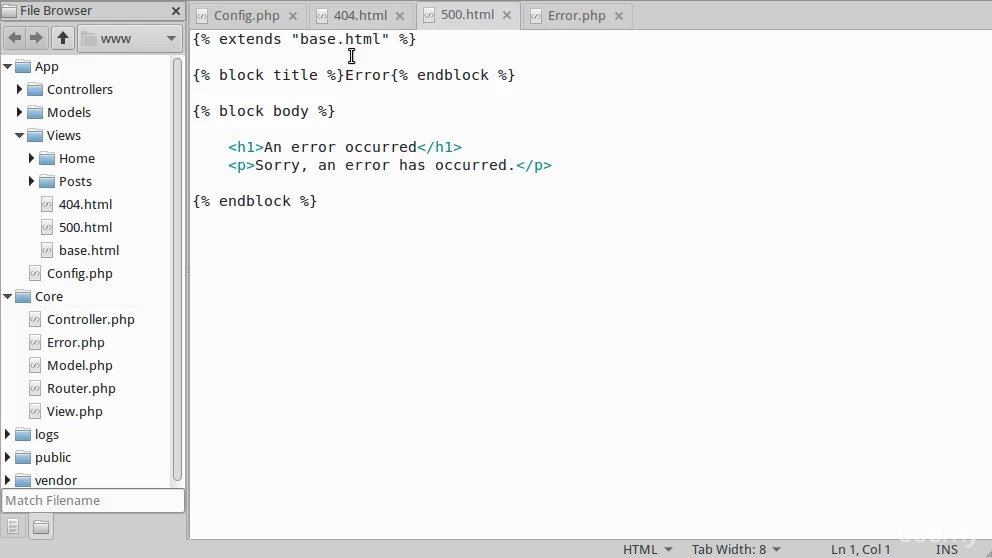 File Browser
www
App
Controllers
Models
Views
Home
Posts
404.html
500.html
base.html
Config.php
Core
Controller.php
Error.php
Model.php
Router.php
View.php
logs
public
vendor
Match Filename
Config.php
404.html
500.html
Error.php
{% extends "base.html" %}
{% block title %}Error{% endblock %}
{% block body %}
<h1>An error occurred</h1>
<p>Sorry, an error has occurred.</p>
{% endblock %}
HTML
Tab Width: 8
Ln 1, Col 1
INS
udemy